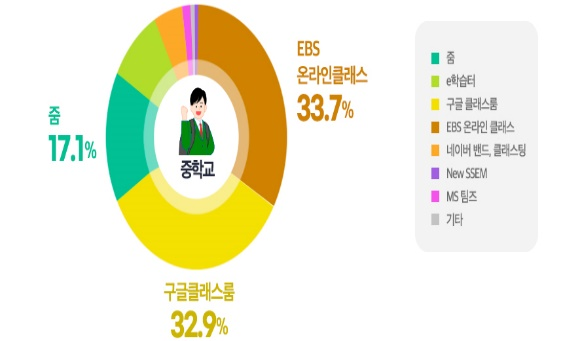 EBS
온라인클래스
33.7%
줌
17.1%
중학교
구글클래스룸
32.9%
줌
e학습터
구글 클래스룸
EBS 온라인 클래스
네이버 밴드, 클래스팅
New SSEM
MS 팀즈
기타